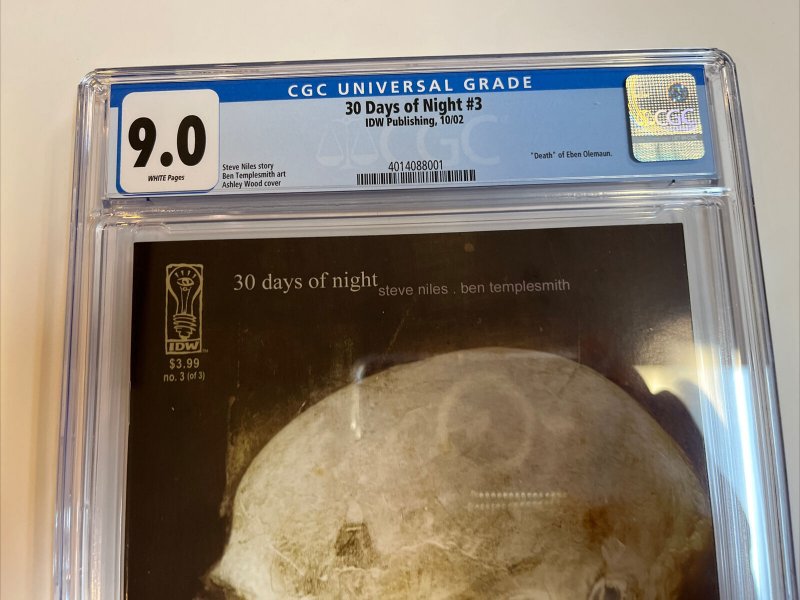 CGC UNIVERSAL GRADE
9.0
WHITE Pages
30 Days of Night #3
IDW Publishing, 10/02
Steve Niles story
Ben Templesmith art
Ashley Wood cover
4014088001
"Death" of Eben Olemaun.
CGC
CGC
30 days of night
steve niles . ben templesmith
IDW
$3.99
no. 3 (of 3)